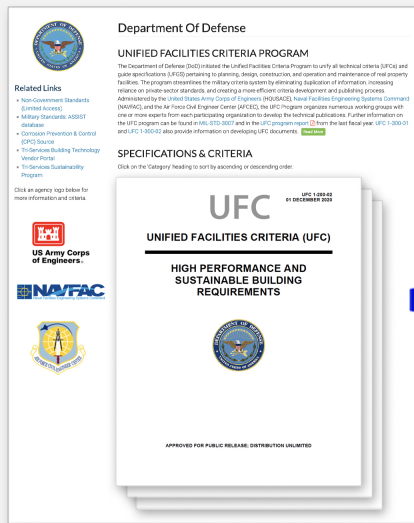 Department Of Defense
UNIFIED FACILITIES CRITERIA PROGRAM
The Department of Defense (DoD) initiated the Unified Facilities Criteria Program to unify all technical criteria (UFCs) and
guide specifications (UFGS) pertaining to planning, design, construction, and operation and maintenance of real property
facilities. The program streamlines the military criteria system by eliminating duplication of information, increasing
reliance on private-sector standards, and creating a more efficient criteria development and publishing process.
Administered by the United States Army Corps of Engineers (HQUSACE), Naval Facilities Engineering Systems Command
(NAVFAC), and the Air Force Civil Engineer Center (AFCEC), the UFC Program organizes numerous working groups with
one or more experts from each participating organization to develop the technical publications. Further information on
the UFC program can be found in MIL-STD-3007 and in the UFC program report from the last fiscal year. UFC 1-300-01
and UFC 1-300-02 also provide information on developing UFC documents. Read More
Related Links
Non-Government Standards
(Limited Access)
Military Standards: ASSIST
database
Corrosion Prevention & Control
(CPC) Source
Tri-Services Building Technology
Vendor Portal
Tri-Services Sustainability
Program
Click an agency logo below for
more information and criteria.
US Army Corps
of Engineers®
NAVFAC
Naval Facilities Engineering Systems Command
SPECIFICATIONS & CRITERIA
Click on the 'Category' heading to sort by ascending or descending order.
UFC
UFC 1-200-02
01 DECEMBER 2020
UNIFIED FACILITIES CRITERIA (UFC)
HIGH PERFORMANCE AND
SUSTAINABLE BUILDING
REQUIREMENTS
APPROVED FOR PUBLIC RELEASE; DISTRIBUTION UNLIMITED